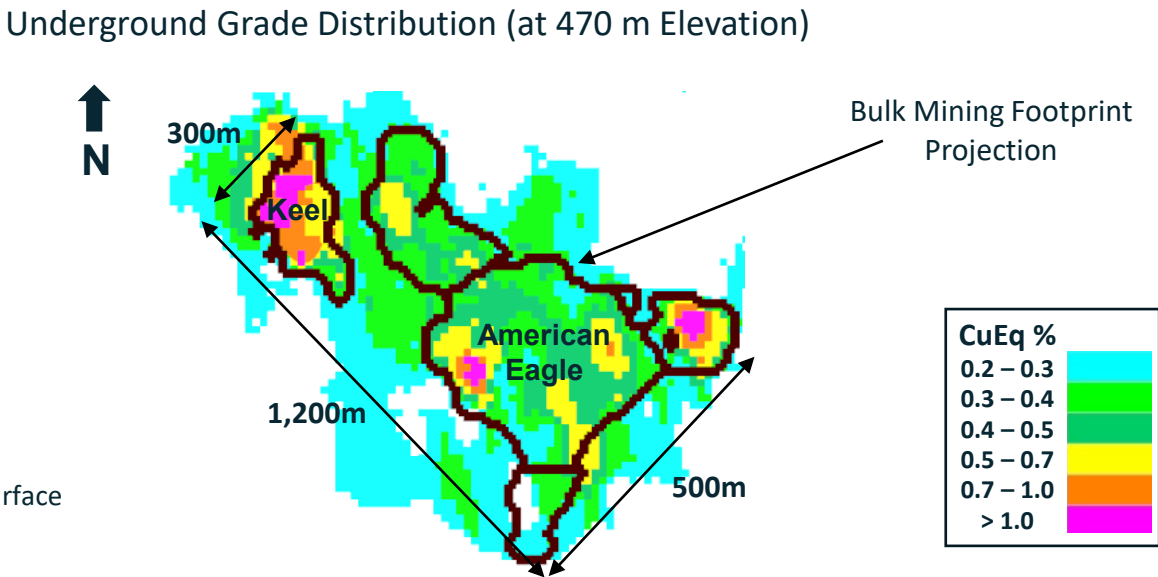 Underground Grade Distribution (at 470 m Elevation)
N
300m
Keel
Bulk Mining Footprint
Projection
American
Eagle
1,200m
500m
CuEq %
0.2 – 0.3
0.3 – 0.4
0.4 – 0.5
0.5 – 0.7
0.7 – 1.0
> 1.0
rface